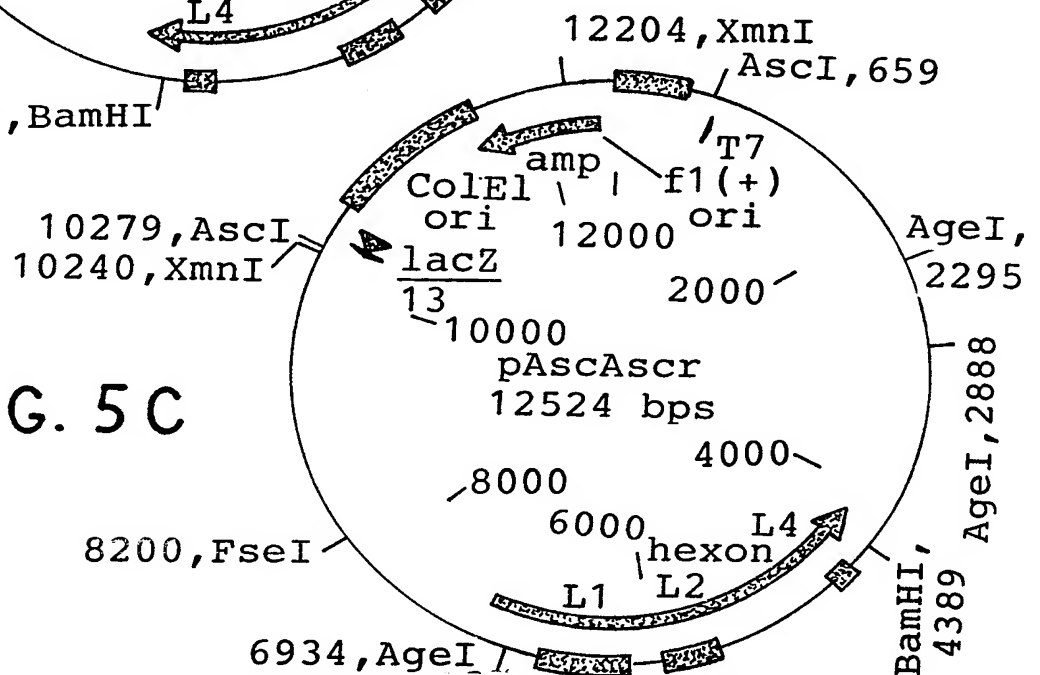 L4
,BamHI
12204,XmnI
AscI,659
T7
amp
f1(+)
ori
ColEl
ori
12000
10279,AscI
10240,XmnI
lacZ
13
10000
AgeI,
2295
2000
pAscAscr
12524 bps
G. 5C
AgeI,2888
4000
8000
8200,FseI
6000
hexon
L4
L1
L2
BamHI,
4389
6934,AgeI